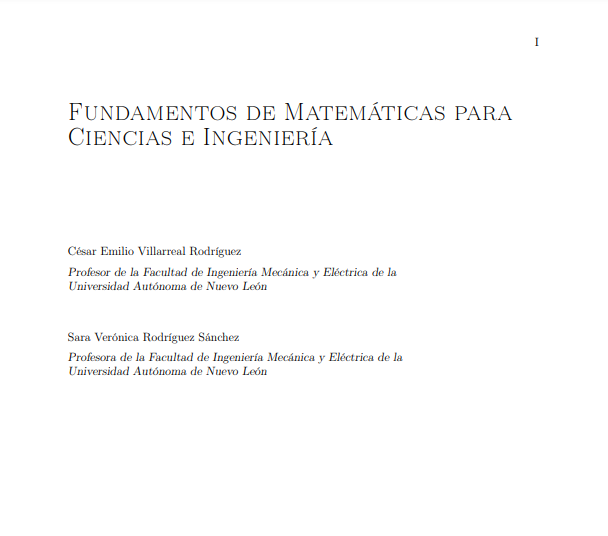 I
Fundamentos de Matemáticas para
Ciencias e Ingeniería
César Emilio Villarreal Rodríguez
Profesor de la Facultad de Ingeniería Mecánica y Eléctrica de la
Universidad Autónoma de Nuevo León
Sara Verónica Rodríguez Sánchez
Profesora de la Facultad de Ingeniería Mecánica y Eléctrica de la
Universidad Autónoma de Nuevo León